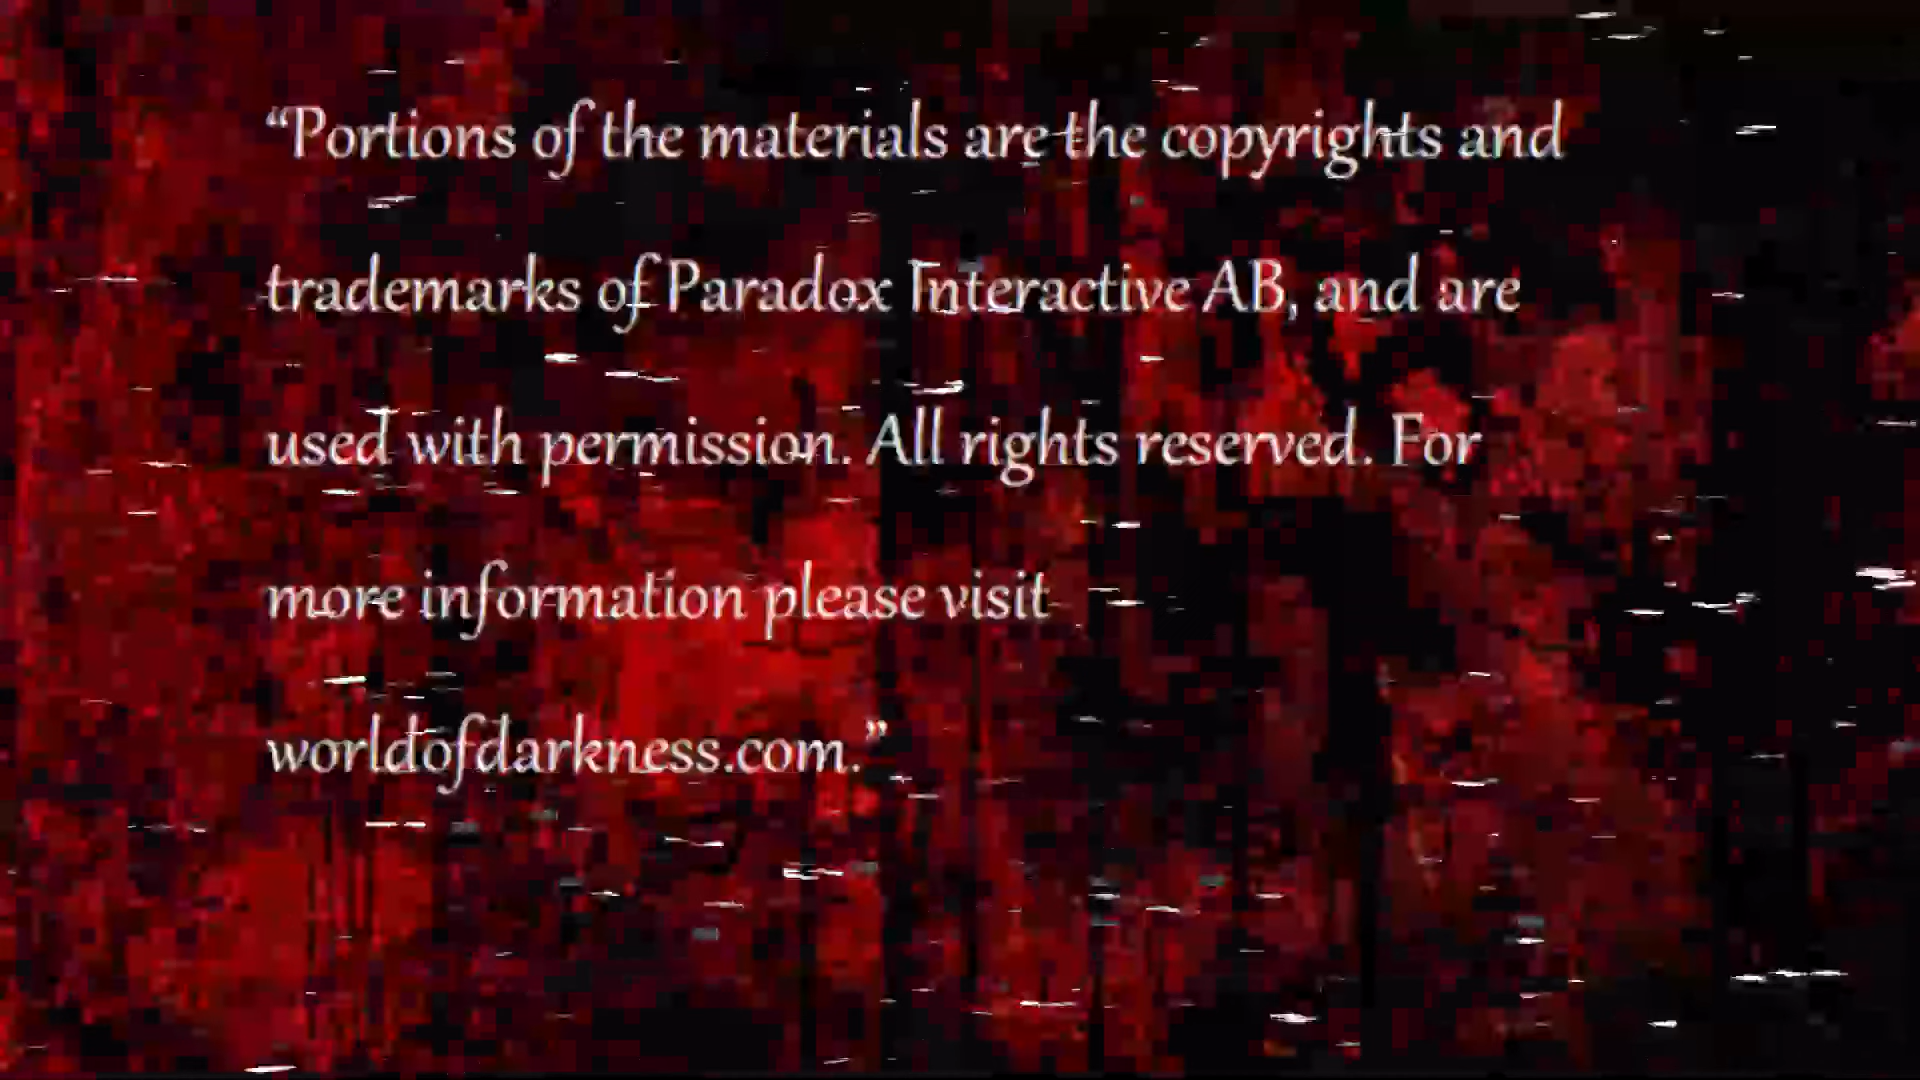 “Portions of the materials are the copyrights and
trademarks of Paradox Interactive AB, and are
used with permission. All rights reserved. For
more information please visit
worldofdarkness.com.”